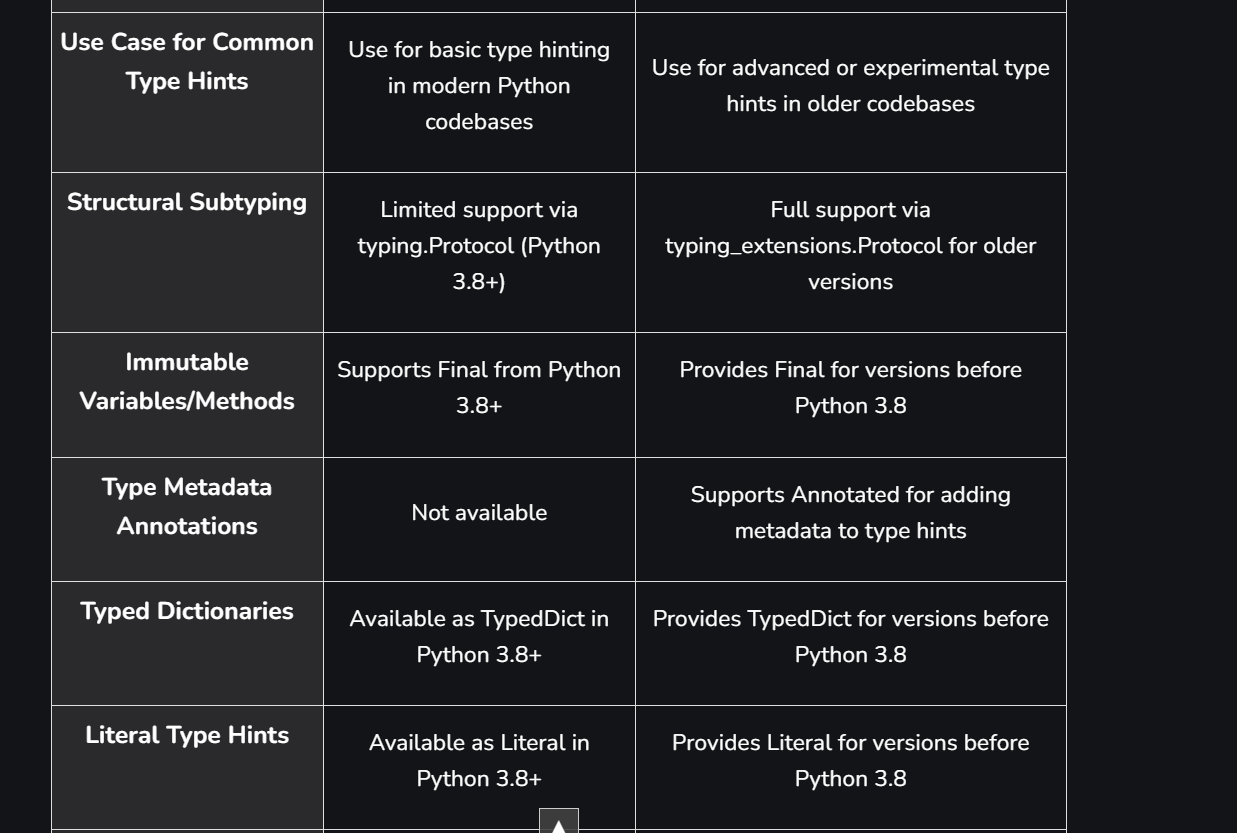 Use Case for Common
Type Hints
Use for basic type hinting
in modern Python
codebases
Use for advanced or experimental type
hints in older codebases
Structural Subtyping
Limited support via
typing.Protocol (Python
3.8+)
Full support via
typing_extensions.Protocol for older
versions
Immutable
Variables/Methods
Supports Final from Python
3.8+
Provides Final for versions before
Python 3.8
Type Metadata
Annotations
Not available
Supports Annotated for adding
metadata to type hints
Typed Dictionaries
Available as TypedDict in
Python 3.8+
Provides TypedDict for versions before
Python 3.8
Literal Type Hints
Available as Literal in
Python 3.8+
Provides Literal for versions before
Python 3.8